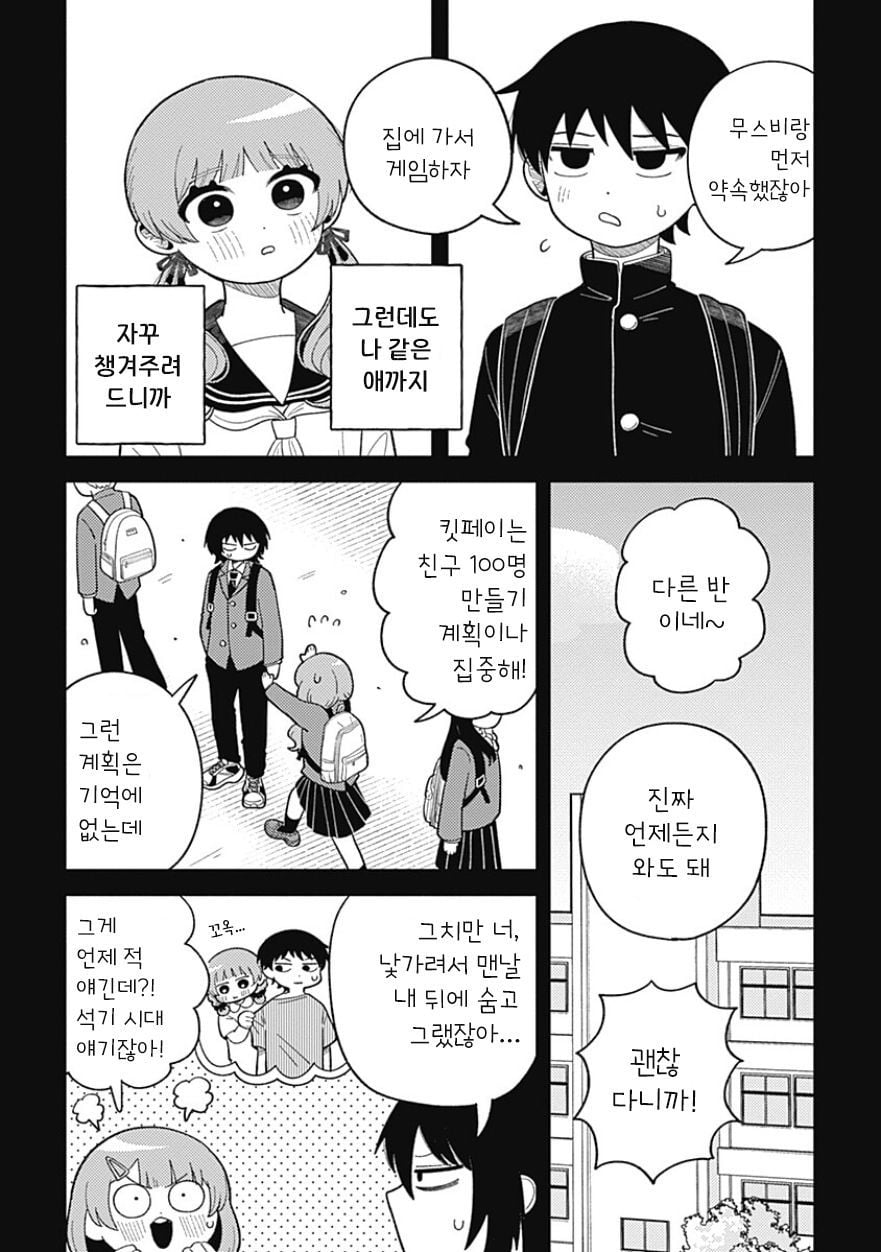 무스비랑
먼저
약속했잖아
집에 가서
게임하자
그런데도
나 같은
애까지
자꾸
챙겨주려
드니까
다른 반
이네~
진짜
언제든지
와도 돼
괜찮
다니까!
킷페이는
친구 100명
만들기
계획이나
집중해!
그런
계획은
기억에
없는데
그치만 너,
낯가려서 맨날
내 뒤에 숨고
그랬잖아...
꼬옥...
그게
언제 적
얘긴데?!
석기 시대
얘기잖아!